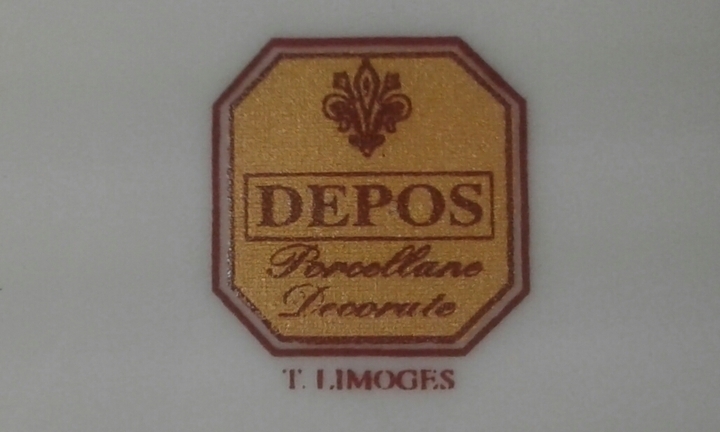 DEPOS
Porcellane
Decorate
T. LIMOGES